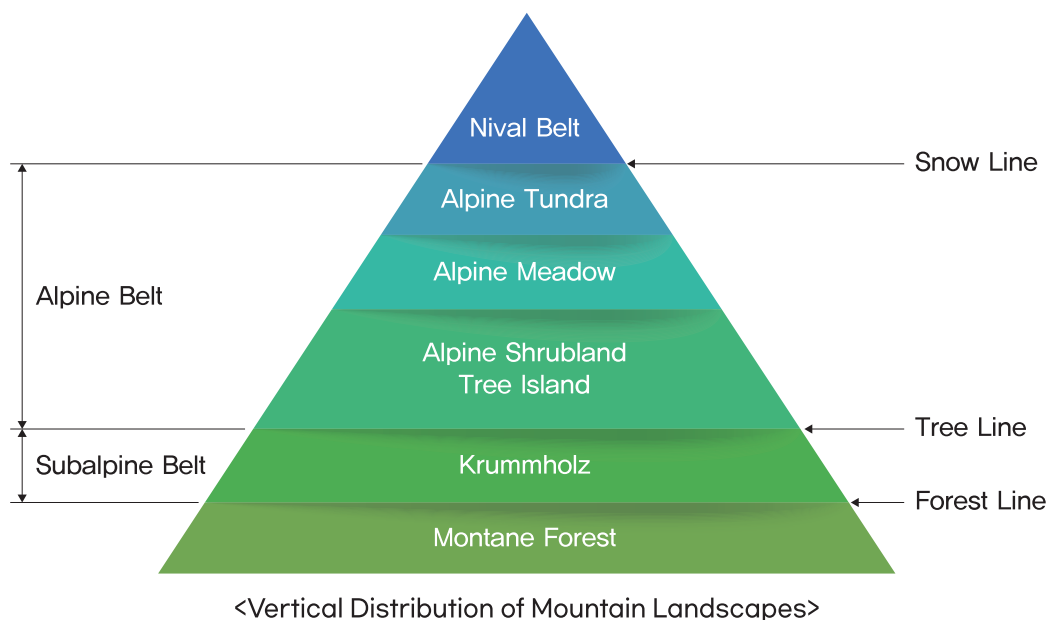 Nival Belt
Snow Line
Alpine Tundra
Alpine Meadow
Alpine Belt
Alpine Shrubland
Tree Island
Tree Line
Subalpine Belt
Krummholz
Forest Line
Montane Forest
<Vertical Distribution of Mountain Landscapes>